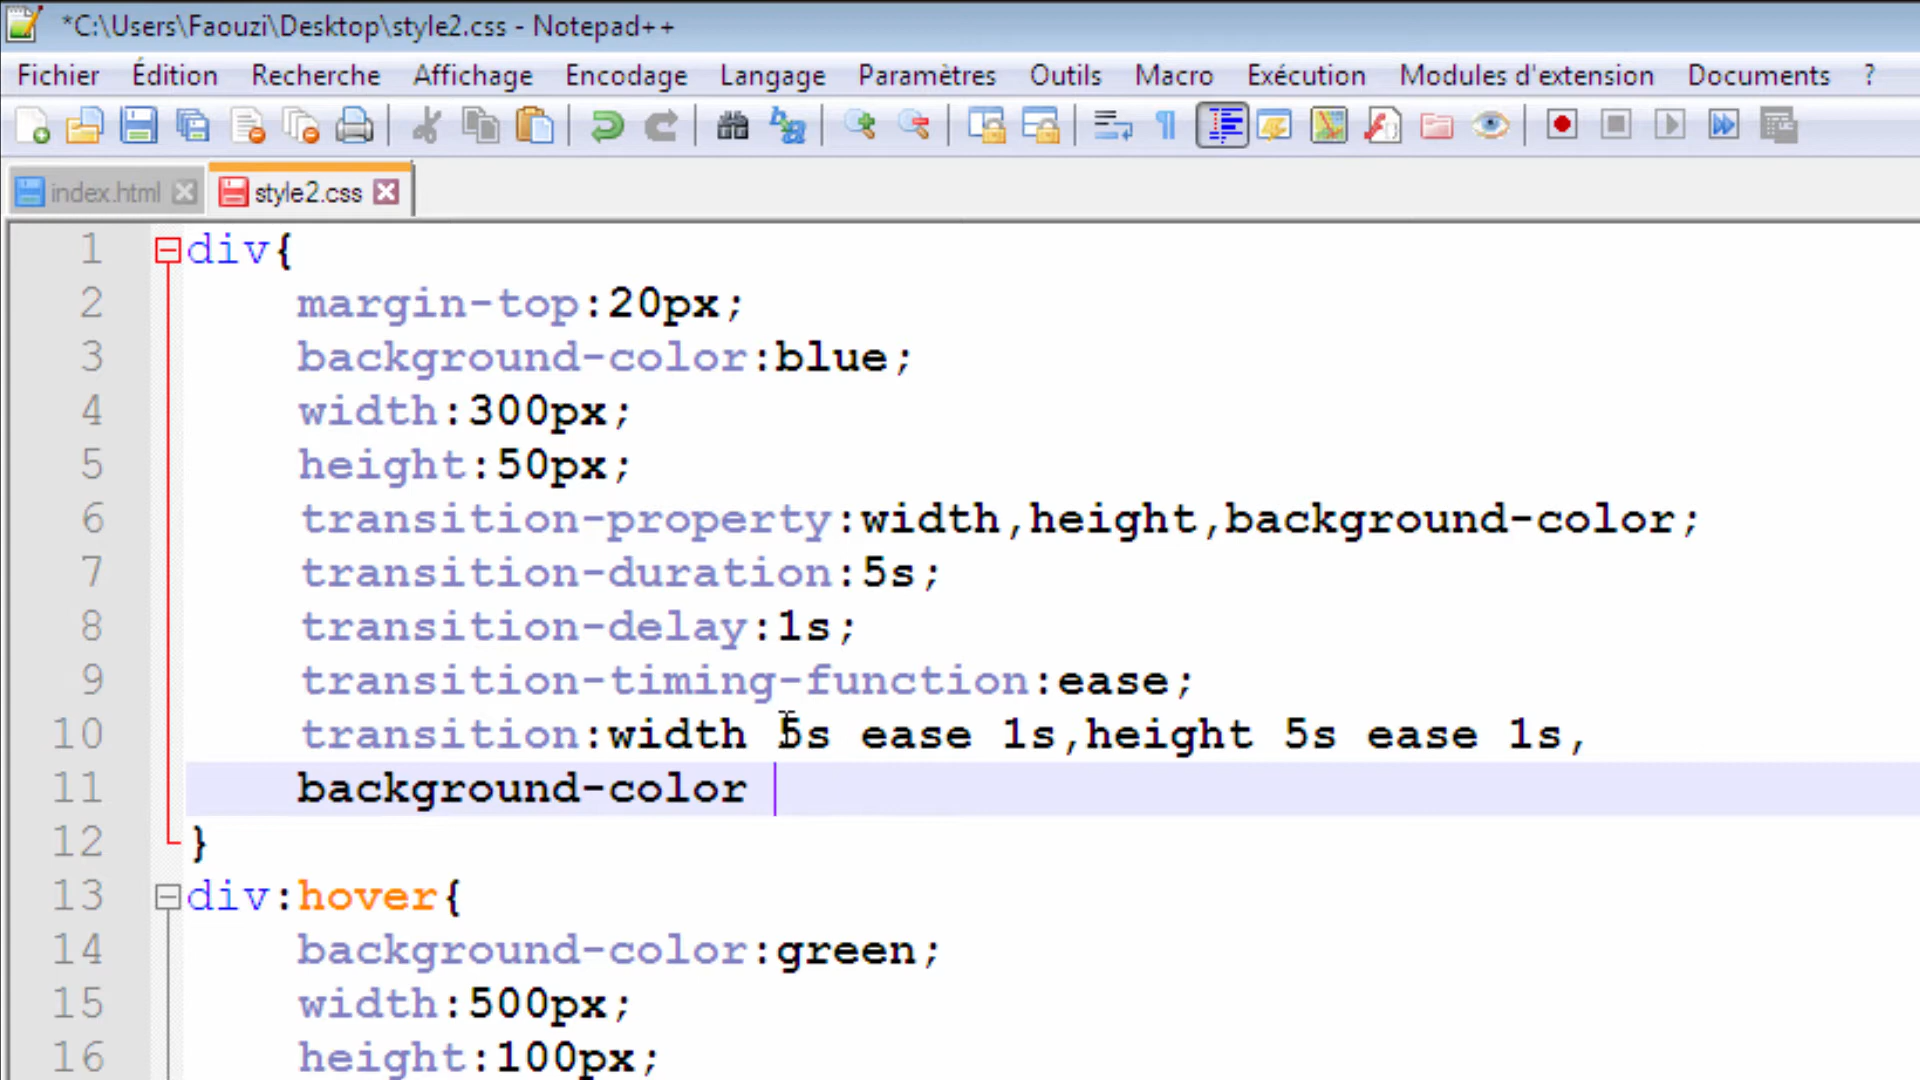 *C:\Users\Faouzi\Desktop\style2.css - Notepad++
Fichier Édition Recherche Affichage Encodage Langage Paramètres Outils Macro Exécution Modules d'extension Documents ?
index.html style2.css
1 div{
2 margin-top:20px;
3 background-color:blue;
4 width:300px;
5 height:50px;
6 transition-property:width,height,background-color;
7 transition-duration:5s;
8 transition-delay:1s;
9 transition-timing-function:ease;
10 transition:width 5s ease 1s,height 5s ease 1s,
11 background-color
12 }
13 div:hover{
14 background-color:green;
15 width:500px;
16 height:100px;